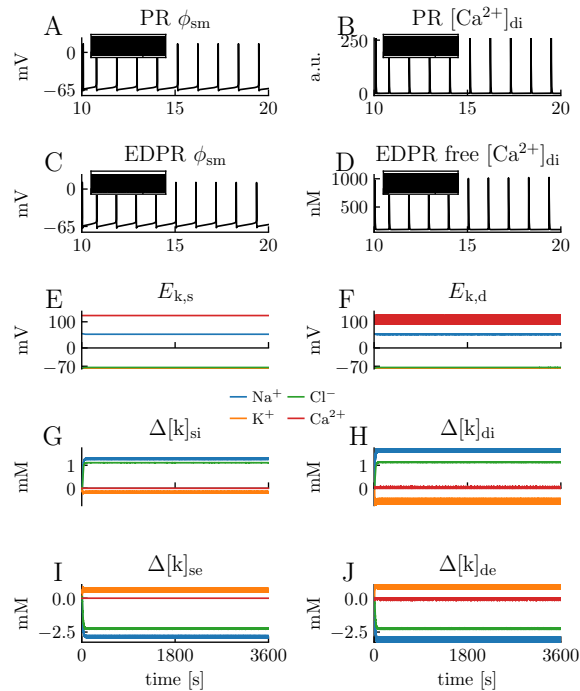 A PR ϕsm
mV
0
−65
10 15 20
B PR [Ca²⁺]di
a.u.
250
0
10 15 20
C EDPR ϕsm
mV
0
−65
10 15 20
D EDPR free [Ca²⁺]di
nM
1000
500
10 15 20
E Ek,s
mV
100
0
−70
F Ek,d
mV
100
0
−70
Na⁺ Cl⁻
K⁺ Ca²⁺
G Δ[k]si
mM
1
0
H Δ[k]di
mM
1
0
I Δ[k]se
mM
0.0
−2.5
0 1800 3600
time [s]
J Δ[k]de
mM
0.0
−2.5
0 1800 3600
time [s]